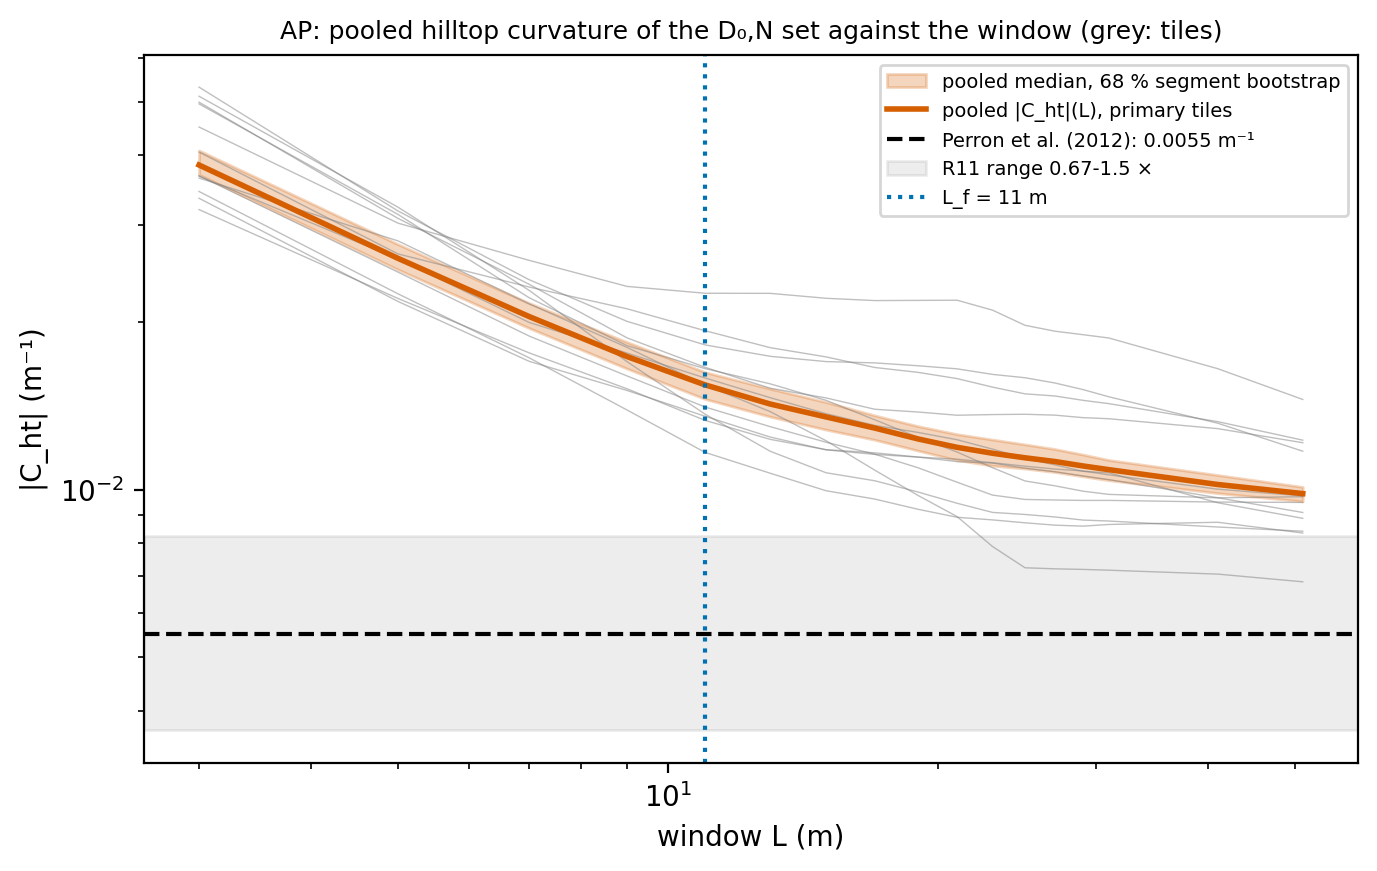 AP: pooled hilltop curvature of the D₀,N set against the window (grey: tiles)
pooled median, 68 % segment bootstrap
pooled |C_ht|(L), primary tiles
Perron et al. (2012): 0.0055 m⁻¹
R11 range 0.67-1.5 ×
L_f = 11 m
|C_ht| (m⁻¹)
10⁻²
10¹
window L (m)